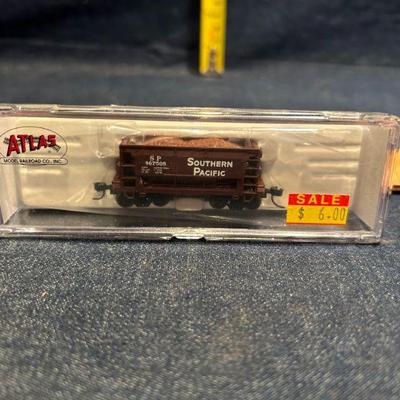 ATLAS
MODEL RAILROAD CO., INC.
S P
SOUTHERN
PACIFIC
SALE
$ 6.00